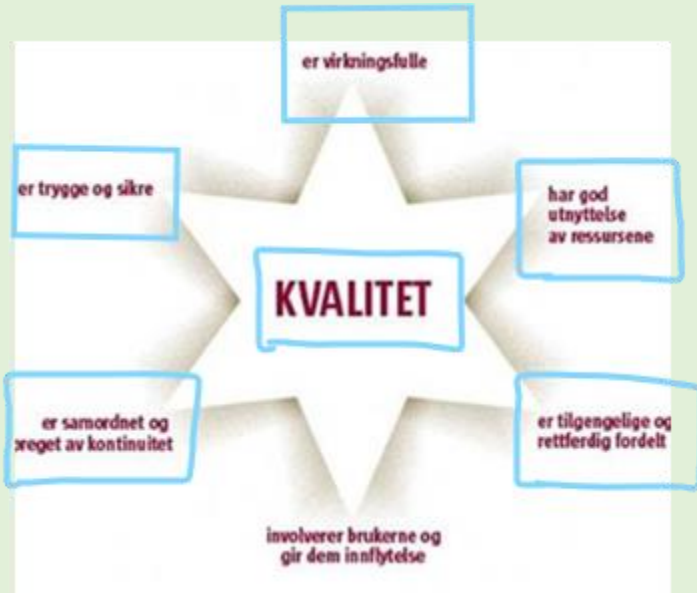 er virkningsfulle
er trygge og sikre
har god
utnyttelse
av ressursene
KVALITET
er samordnet og
preget av kontinuitet
er tilgengelige og
rettferdig fordelt
involverer brukerne og
gir dem innflytelse